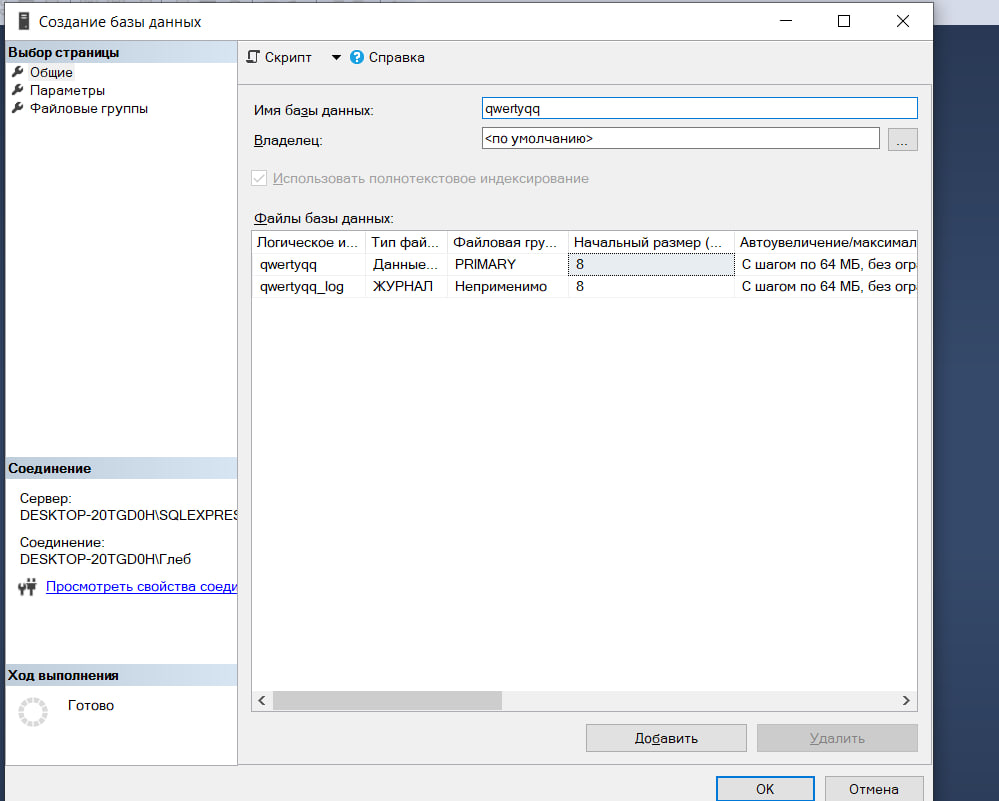 Создание базы данных
Выбор страницы
Общие
Параметры
Файловые группы
Скрипт
Справка
Имя базы данных: qwertyqq
Владелец: <по умолчанию> ...
Использовать полнотекстовое индексирование
Файлы базы данных:
Логическое и... Тип фай... Файловая гру... Начальный размер (... Автоувеличение/максимал
qwertyqq Данные... PRIMARY 8 С шагом по 64 МБ, без огр
qwertyqq_log ЖУРНАЛ Неприменимо 8 С шагом по 64 МБ, без огр
Соединение
Сервер:
DESKTOP-20TGD0H\SQLEXPRES
Соединение:
DESKTOP-20TGD0H\Глеб
Просмотреть свойства соеди
Ход выполнения
Готово
Добавить Удалить
OK Отмена